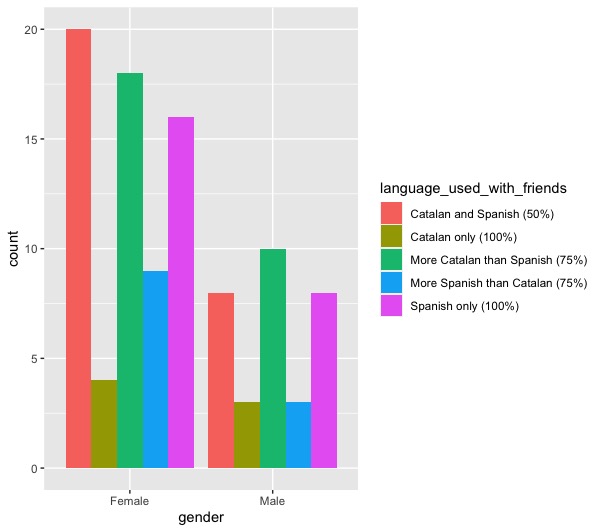 20
15
10
5
0
count
Female
Male
gender
language_used_with_friends
Catalan and Spanish (50%)
Catalan only (100%)
More Catalan than Spanish (75%)
More Spanish than Catalan (75%)
Spanish only (100%)